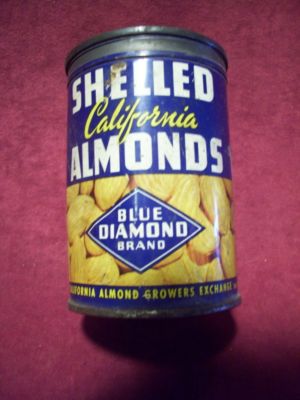 SHELLED
California
ALMONDS
BLUE
DIAMOND
BRAND
CALIFORNIA ALMOND GROWERS EXCHANGE